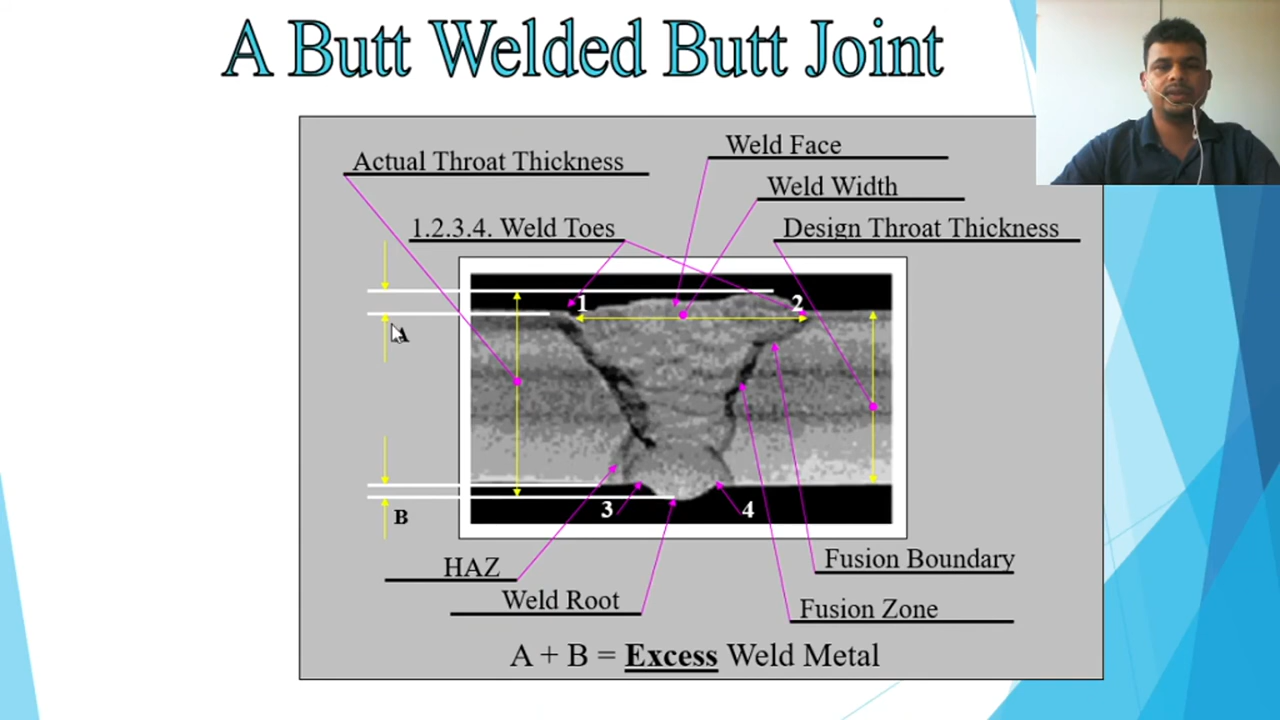 A Butt Welded Butt Joint
Weld Face
Actual Throat Thickness
Weld Width
1.2.3.4. Weld Toes
Design Throat Thickness
1
2
A
3
4
B
Fusion Boundary
HAZ
Weld Root
Fusion Zone
A + B = Excess Weld Metal